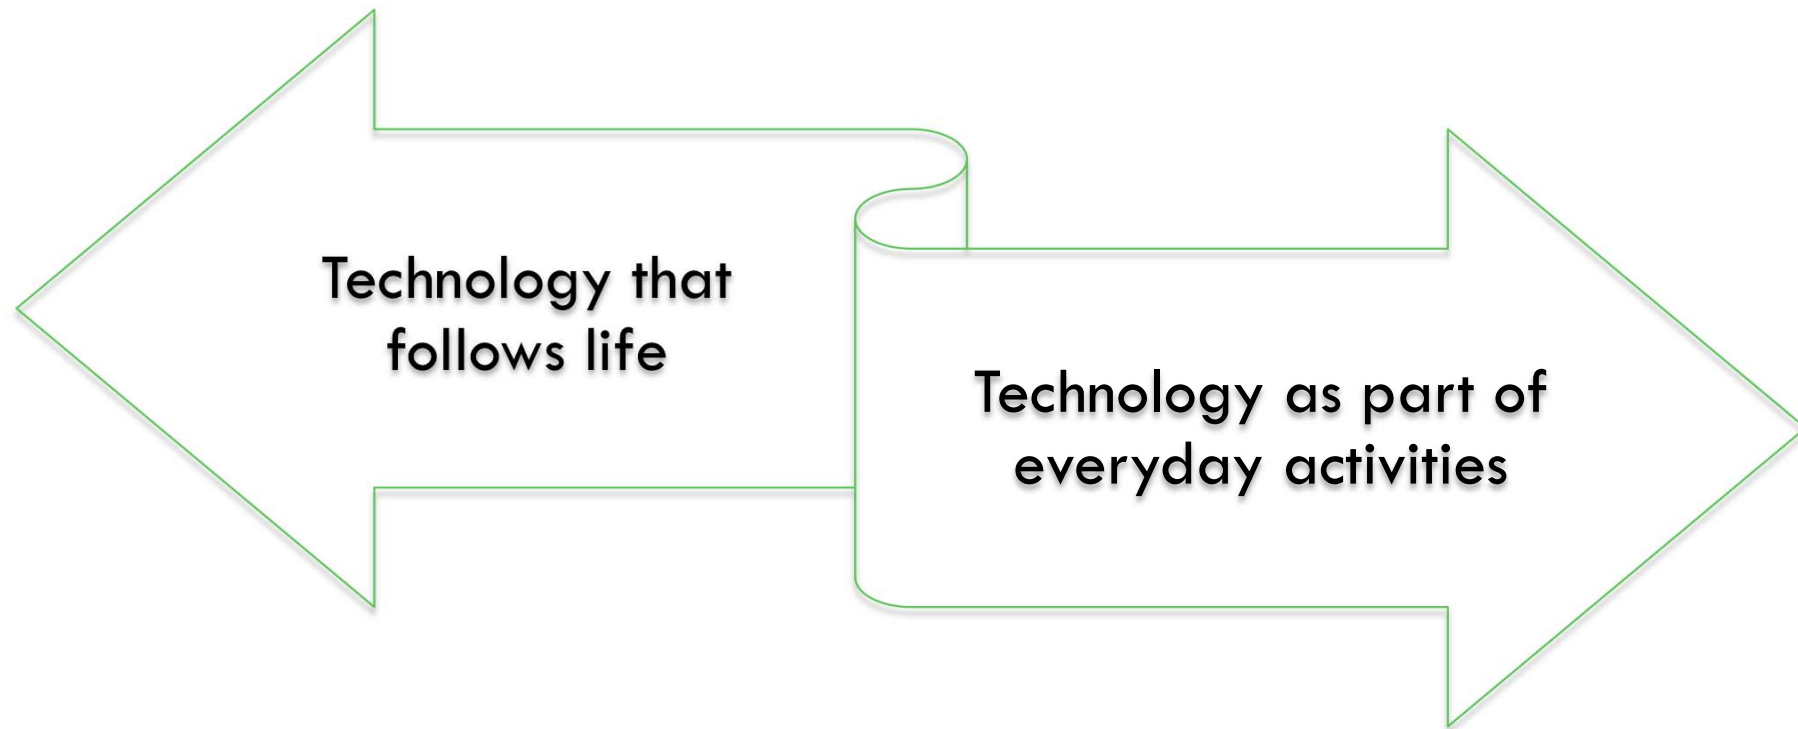 Technology that
follows life
Technology as part of
everyday activities